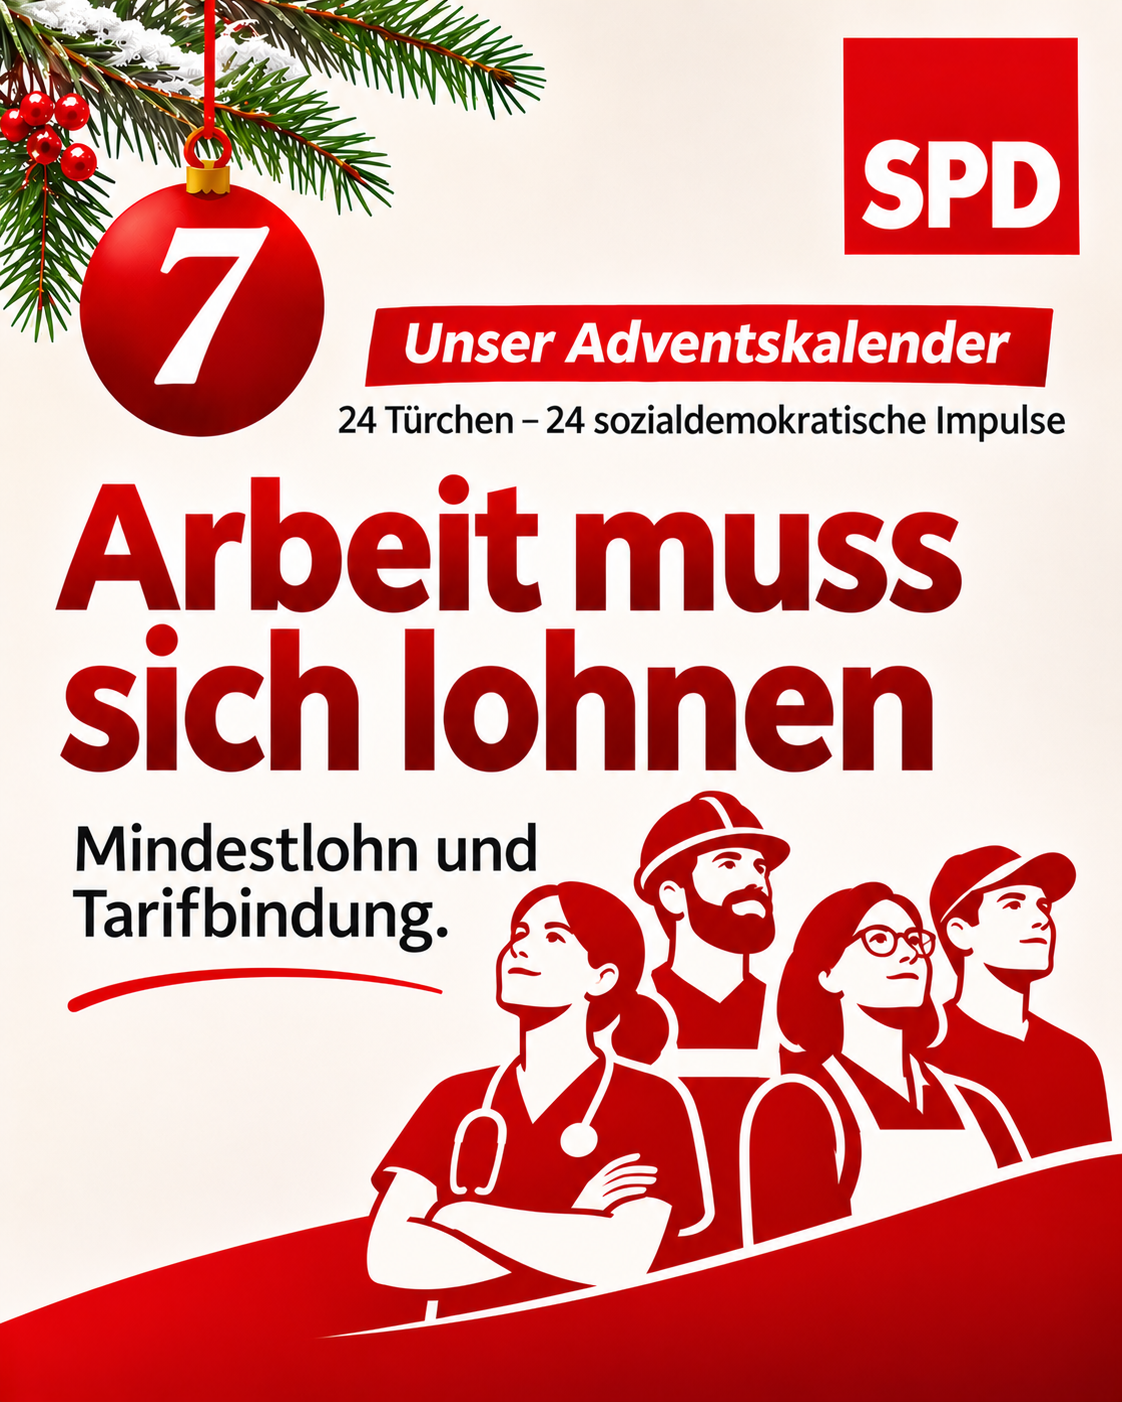 7
SPD
Unser Adventskalender
24 Türchen – 24 sozialdemokratische Impulse
Arbeit muss
sich lohnen
Mindestlohn und
Tarifbindung.